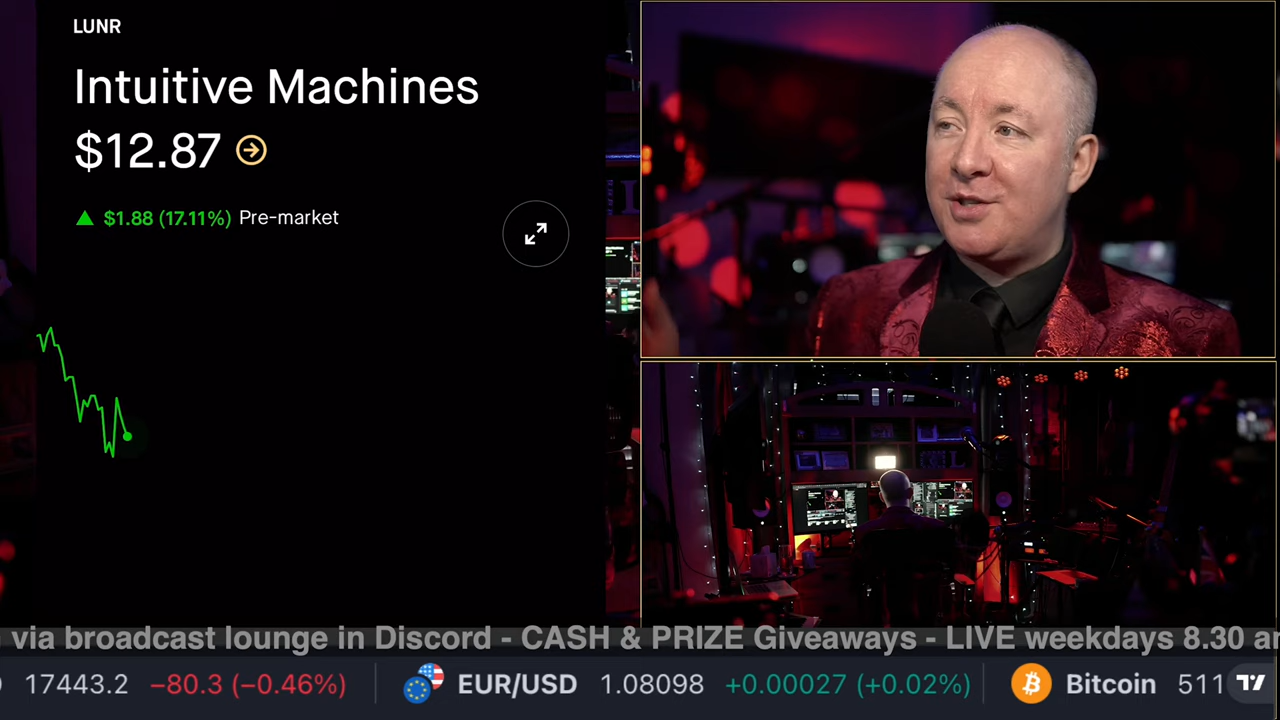 LUNR
Intuitive Machines
$12.87
$1.88 (17.11%) Pre-market
via broadcast lounge in Discord - CASH & PRIZE Giveaways - LIVE weekdays 8.30
17443.2 −80.3 (−0.46%) EUR/USD 1.08098 +0.00027 (+0.02%) Bitcoin 511